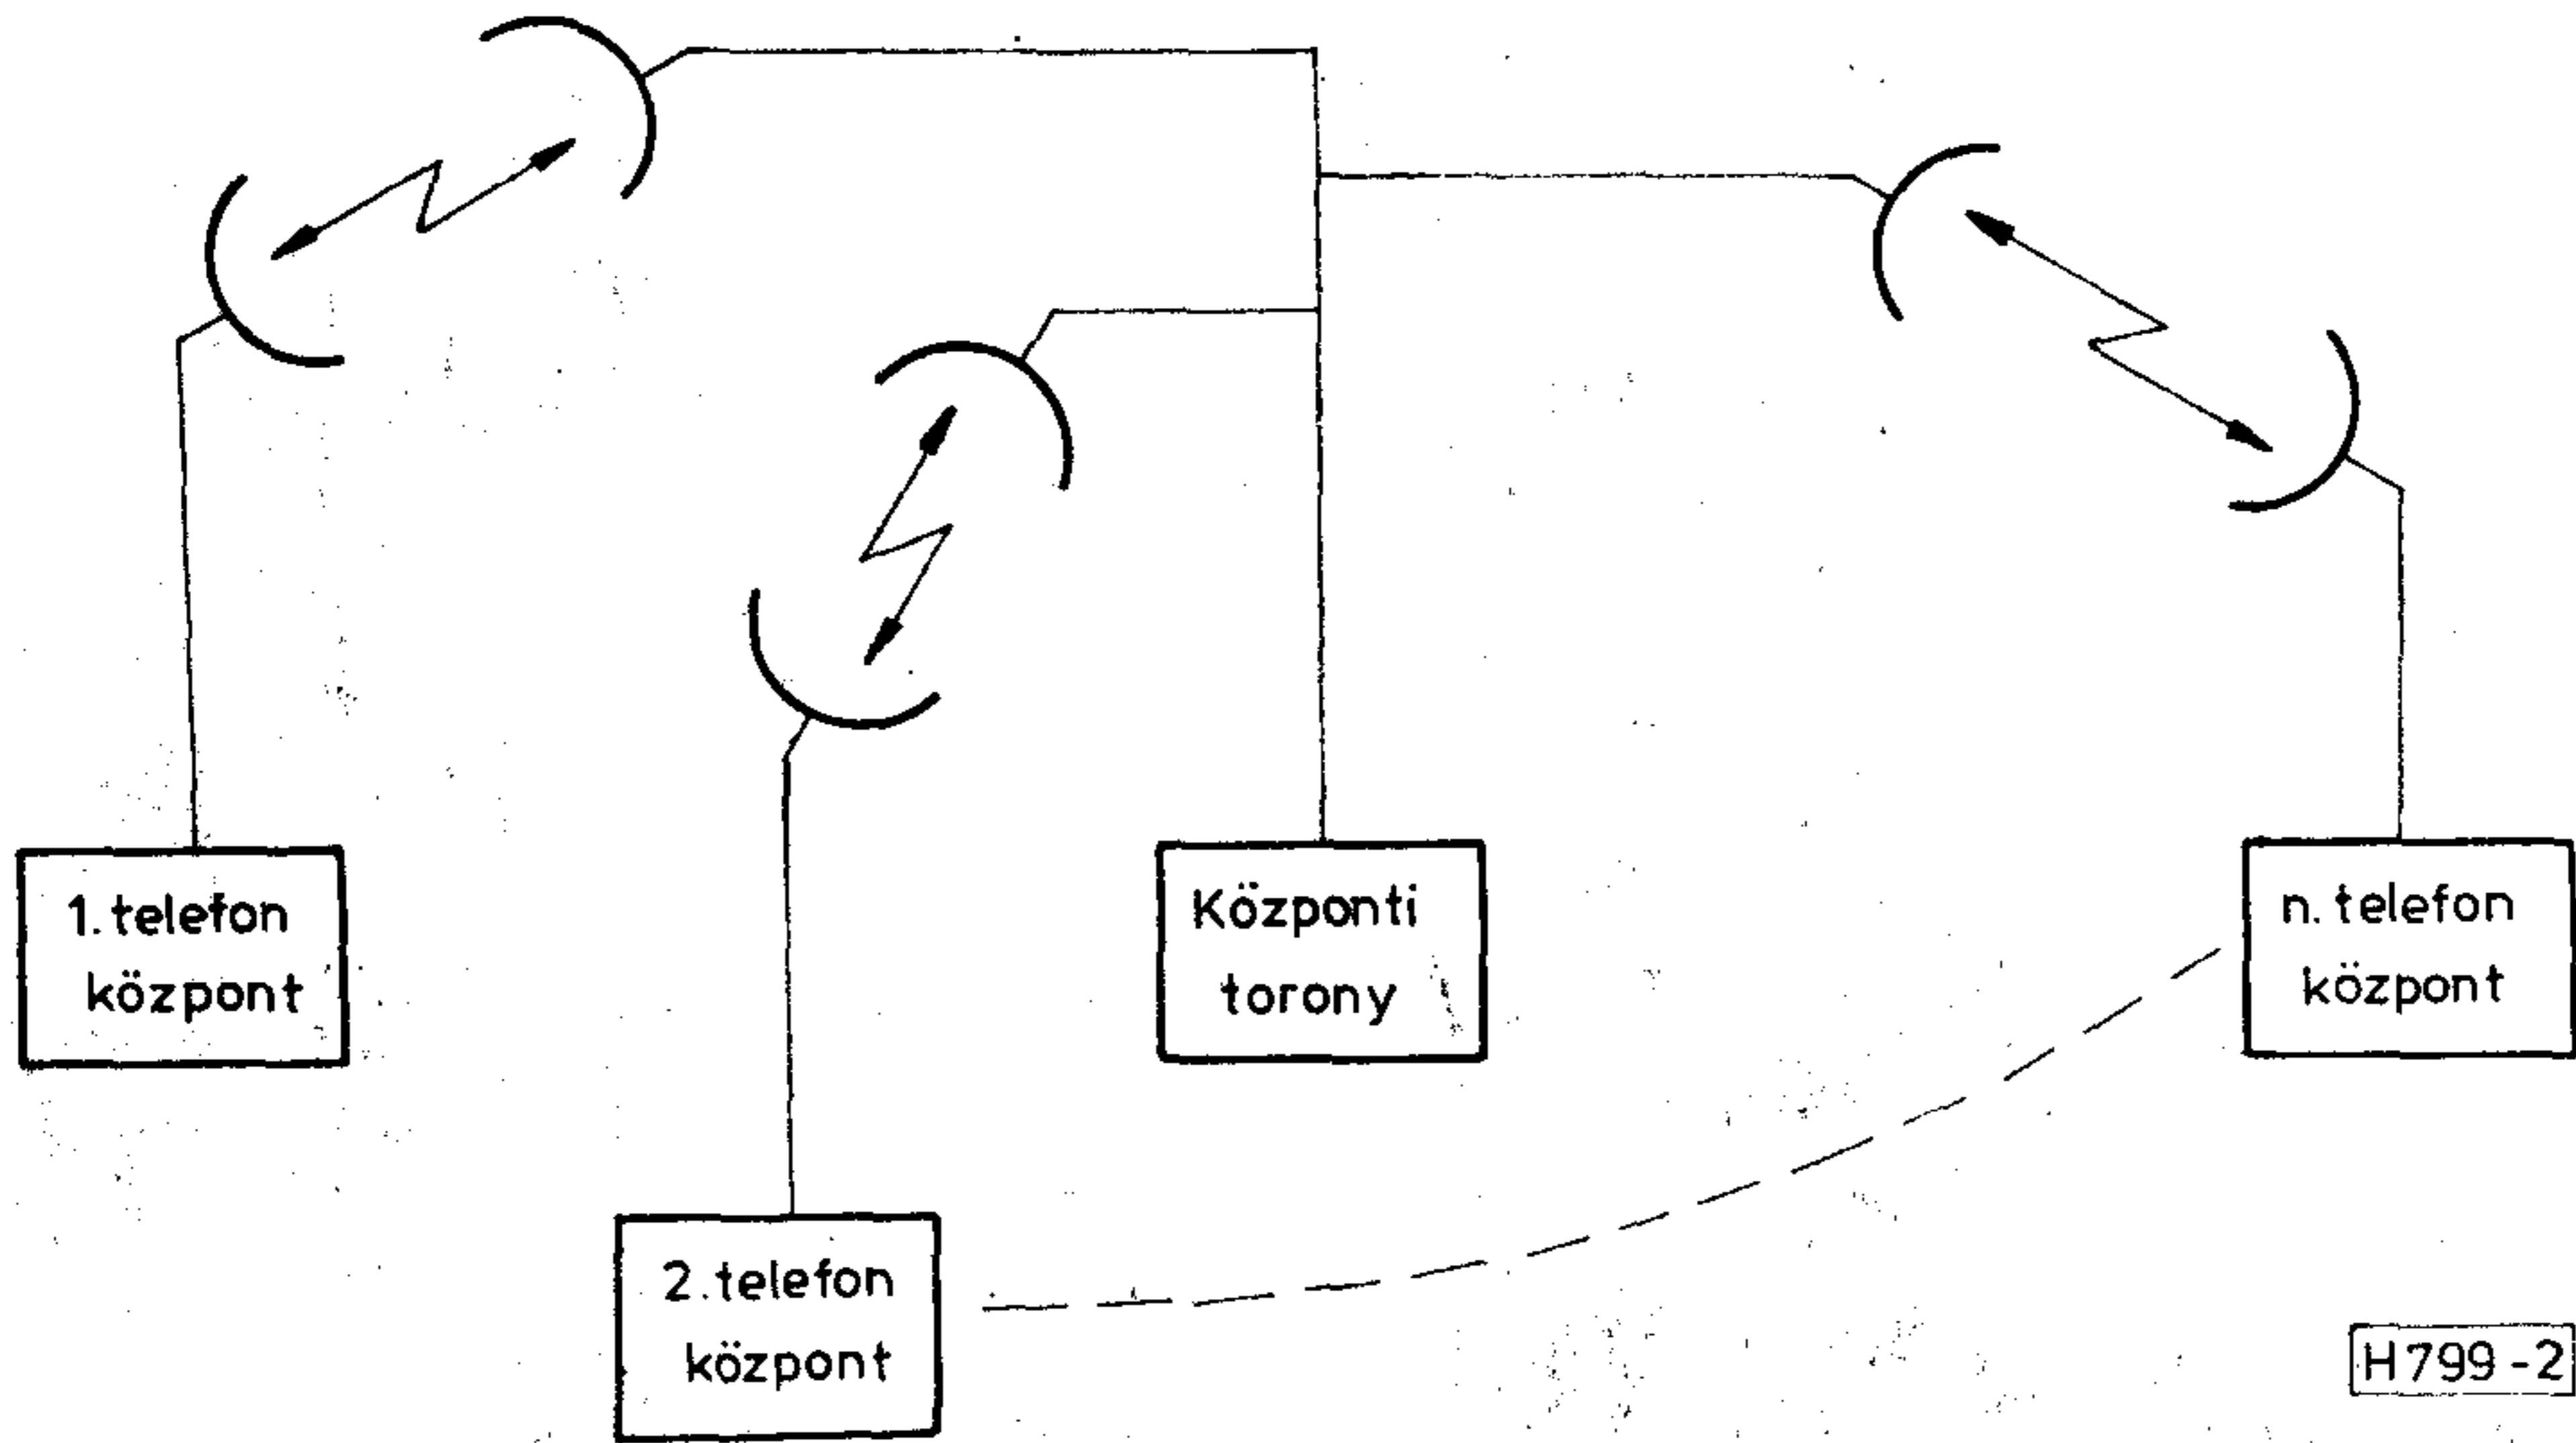 1. telefon
központ
2. telefon
központ
Központi
torony
n. telefon
központ
H799-2